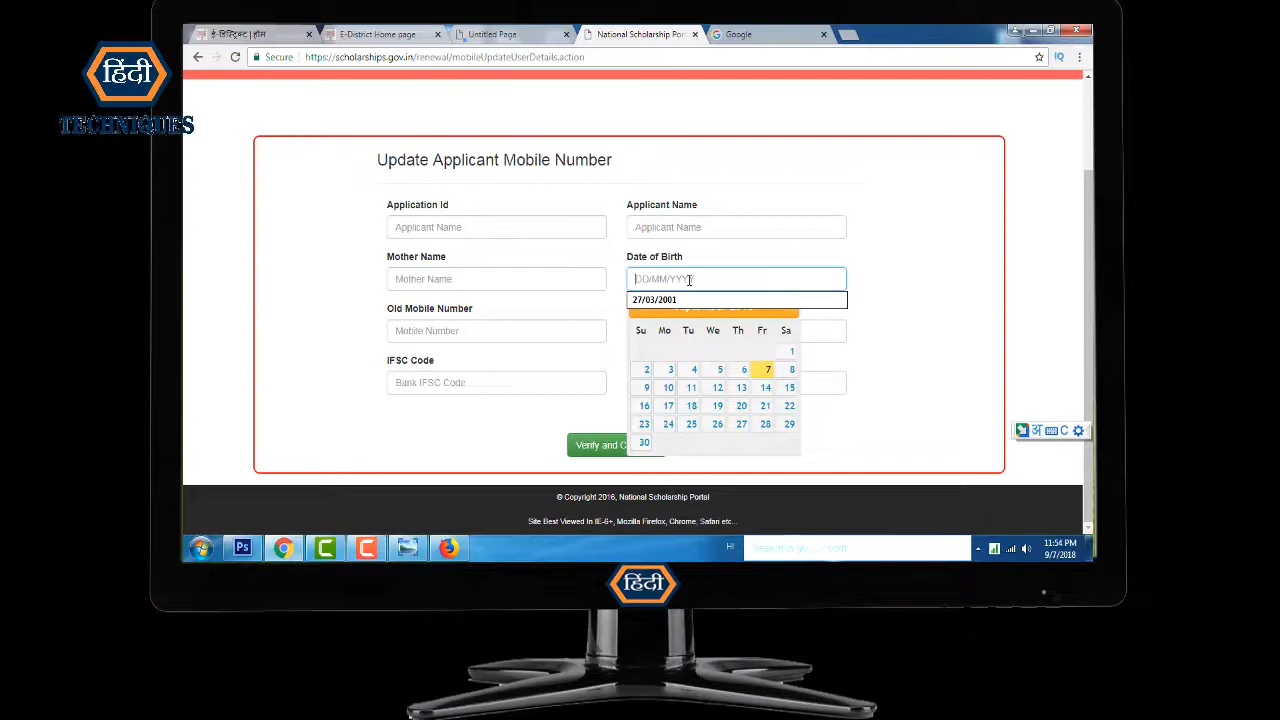 हिंदी
TECHNIQUES
ई-डिस्ट्रिक्ट | होम
E-District Home page
Untitled Page
National Scholarship Por
Google
Secure
https://scholarships.gov.in/renewal/mobileUpdateUserDetails.action
Update Applicant Mobile Number
Application Id
Applicant Name
Applicant Name
Applicant Name
Mother Name
Date of Birth
Mother Name
DD/MM/YYYY
27/03/2001
Old Mobile Number
Mobile Number
Su Mo Tu We Th Fr Sa
1
2 3 4 5 6 7 8
IFSC Code
Bank IFSC Code
9 10 11 12 13 14 15
16 17 18 19 20 21 22
23 24 25 26 27 28 29
30
Verify and C
अ C
© Copyright 2016, National Scholarship Portal
Site Best Viewed In IE-6+, Mozilla Firefox, Chrome, Safari etc...
Ps
HI
11:54 PM
9/7/2018
हिंदी